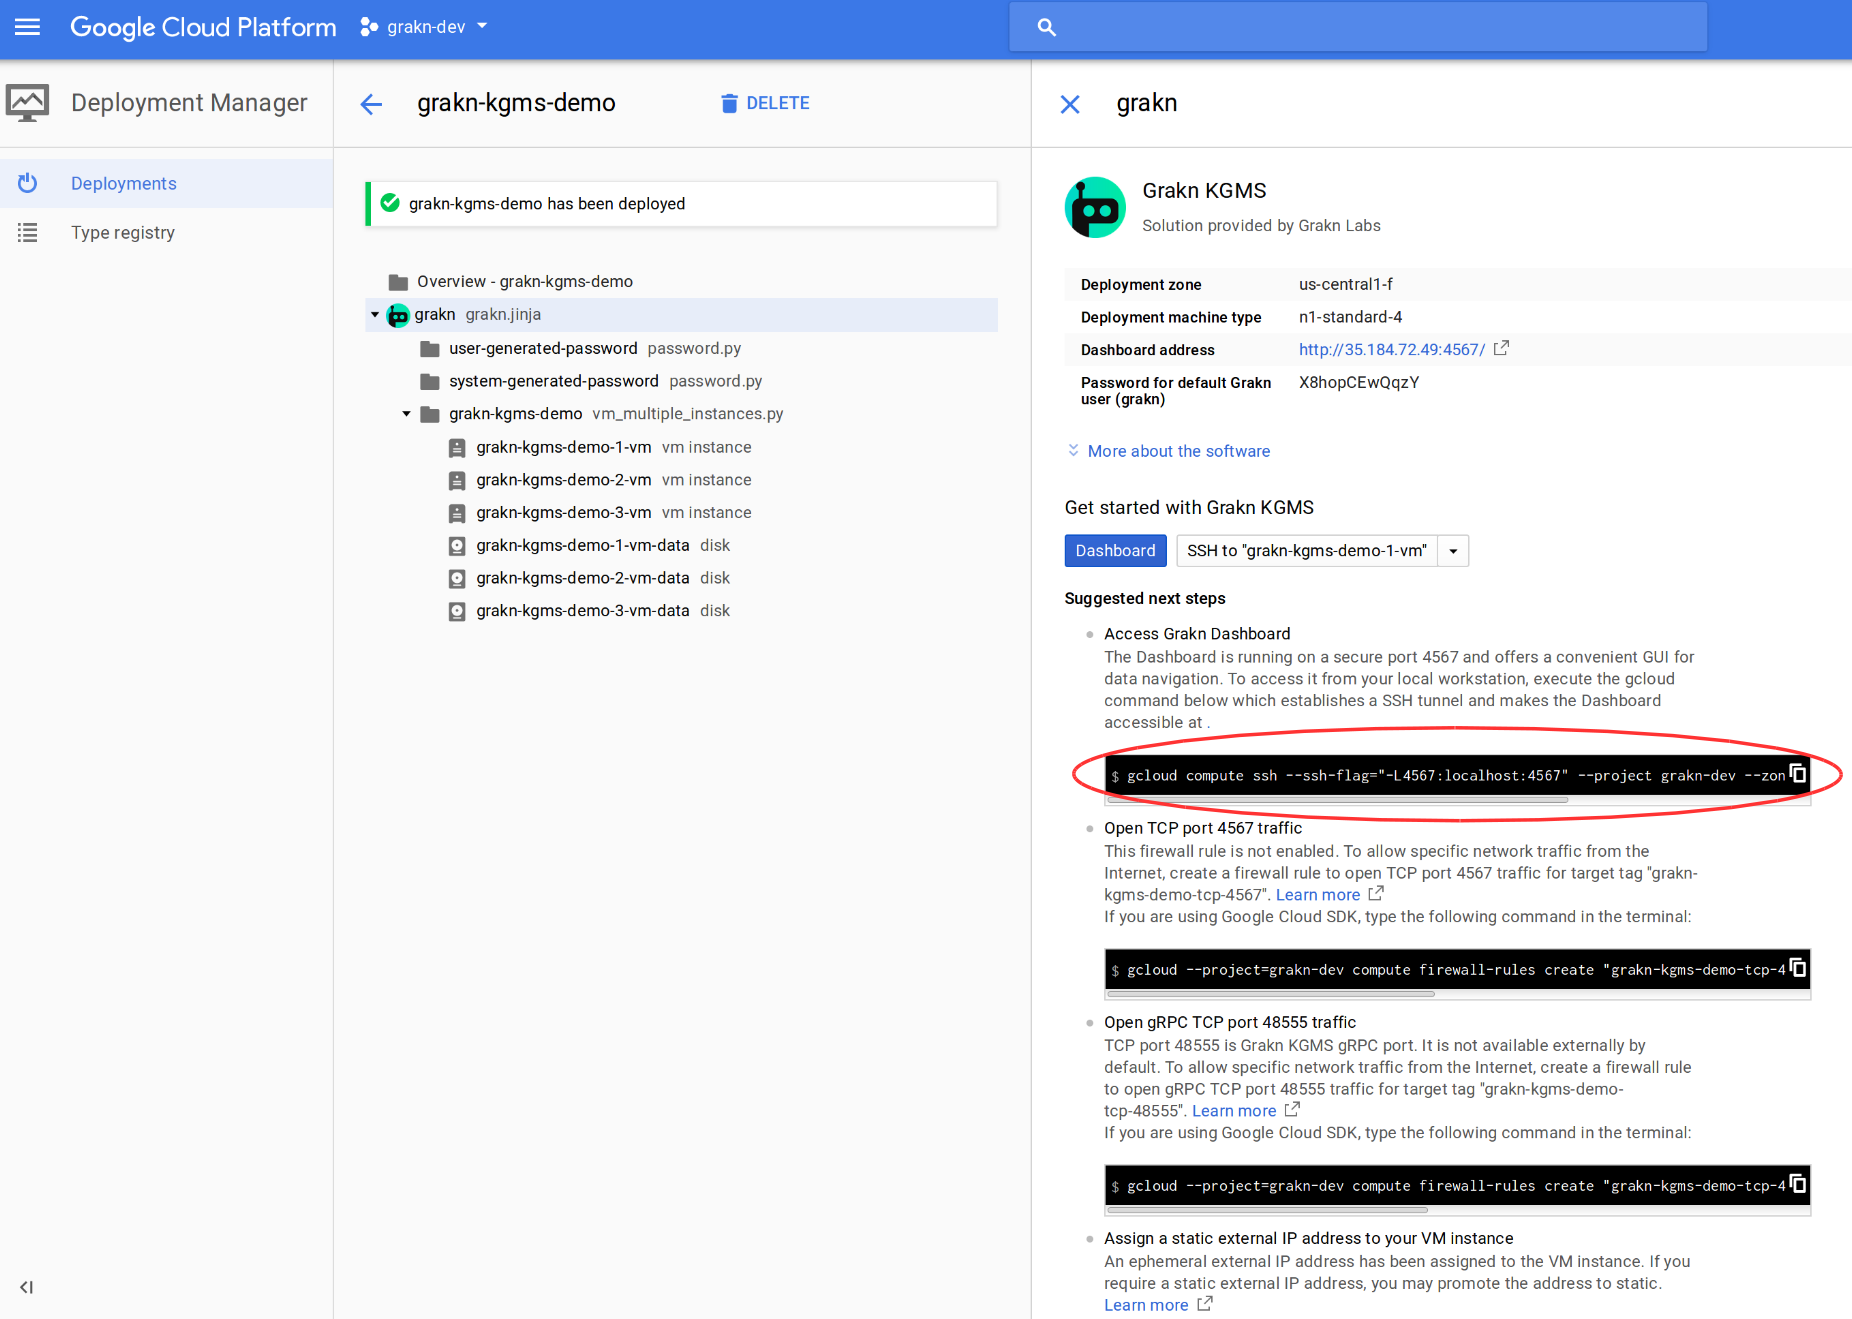 Google Cloud Platform grakn-dev
Deployment Manager
Deployments
Type registry
grakn-kgms-demo DELETE
grakn-kgms-demo has been deployed
Overview - grakn-kgms-demo
grakn grakn.jinja
user-generated-password password.py
system-generated-password password.py
grakn-kgms-demo vm_multiple_instances.py
grakn-kgms-demo-1-vm vm instance
grakn-kgms-demo-2-vm vm instance
grakn-kgms-demo-3-vm vm instance
grakn-kgms-demo-1-vm-data disk
grakn-kgms-demo-2-vm-data disk
grakn-kgms-demo-3-vm-data disk
grakn
Grakn KGMS
Solution provided by Grakn Labs
Deployment zone us-central1-f
Deployment machine type n1-standard-4
Dashboard address http://35.184.72.49:4567/
Password for default Grakn X8hopCEwQqzY
user (grakn)
More about the software
Get started with Grakn KGMS
Dashboard SSH to "grakn-kgms-demo-1-vm"
Suggested next steps
Access Grakn Dashboard
The Dashboard is running on a secure port 4567 and offers a convenient GUI for
data navigation. To access it from your local workstation, execute the gcloud
command below which establishes a SSH tunnel and makes the Dashboard
accessible at .
$ gcloud compute ssh --ssh-flag="-L4567:localhost:4567" --project grakn-dev --zon
Open TCP port 4567 traffic
This firewall rule is not enabled. To allow specific network traffic from the
Internet, create a firewall rule to open TCP port 4567 traffic for target tag "grakn-
kgms-demo-tcp-4567". Learn more
If you are using Google Cloud SDK, type the following command in the terminal:
$ gcloud --project=grakn-dev compute firewall-rules create "grakn-kgms-demo-tcp-4
Open gRPC TCP port 48555 traffic
TCP port 48555 is Grakn KGMS gRPC port. It is not available externally by
default. To allow specific network traffic from the Internet, create a firewall rule
to open gRPC TCP port 48555 traffic for target tag "grakn-kgms-demo-
tcp-48555". Learn more
If you are using Google Cloud SDK, type the following command in the terminal:
$ gcloud --project=grakn-dev compute firewall-rules create "grakn-kgms-demo-tcp-4
Assign a static external IP address to your VM instance
An ephemeral external IP address has been assigned to the VM instance. If you
require a static external IP address, you may promote the address to static.
Learn more